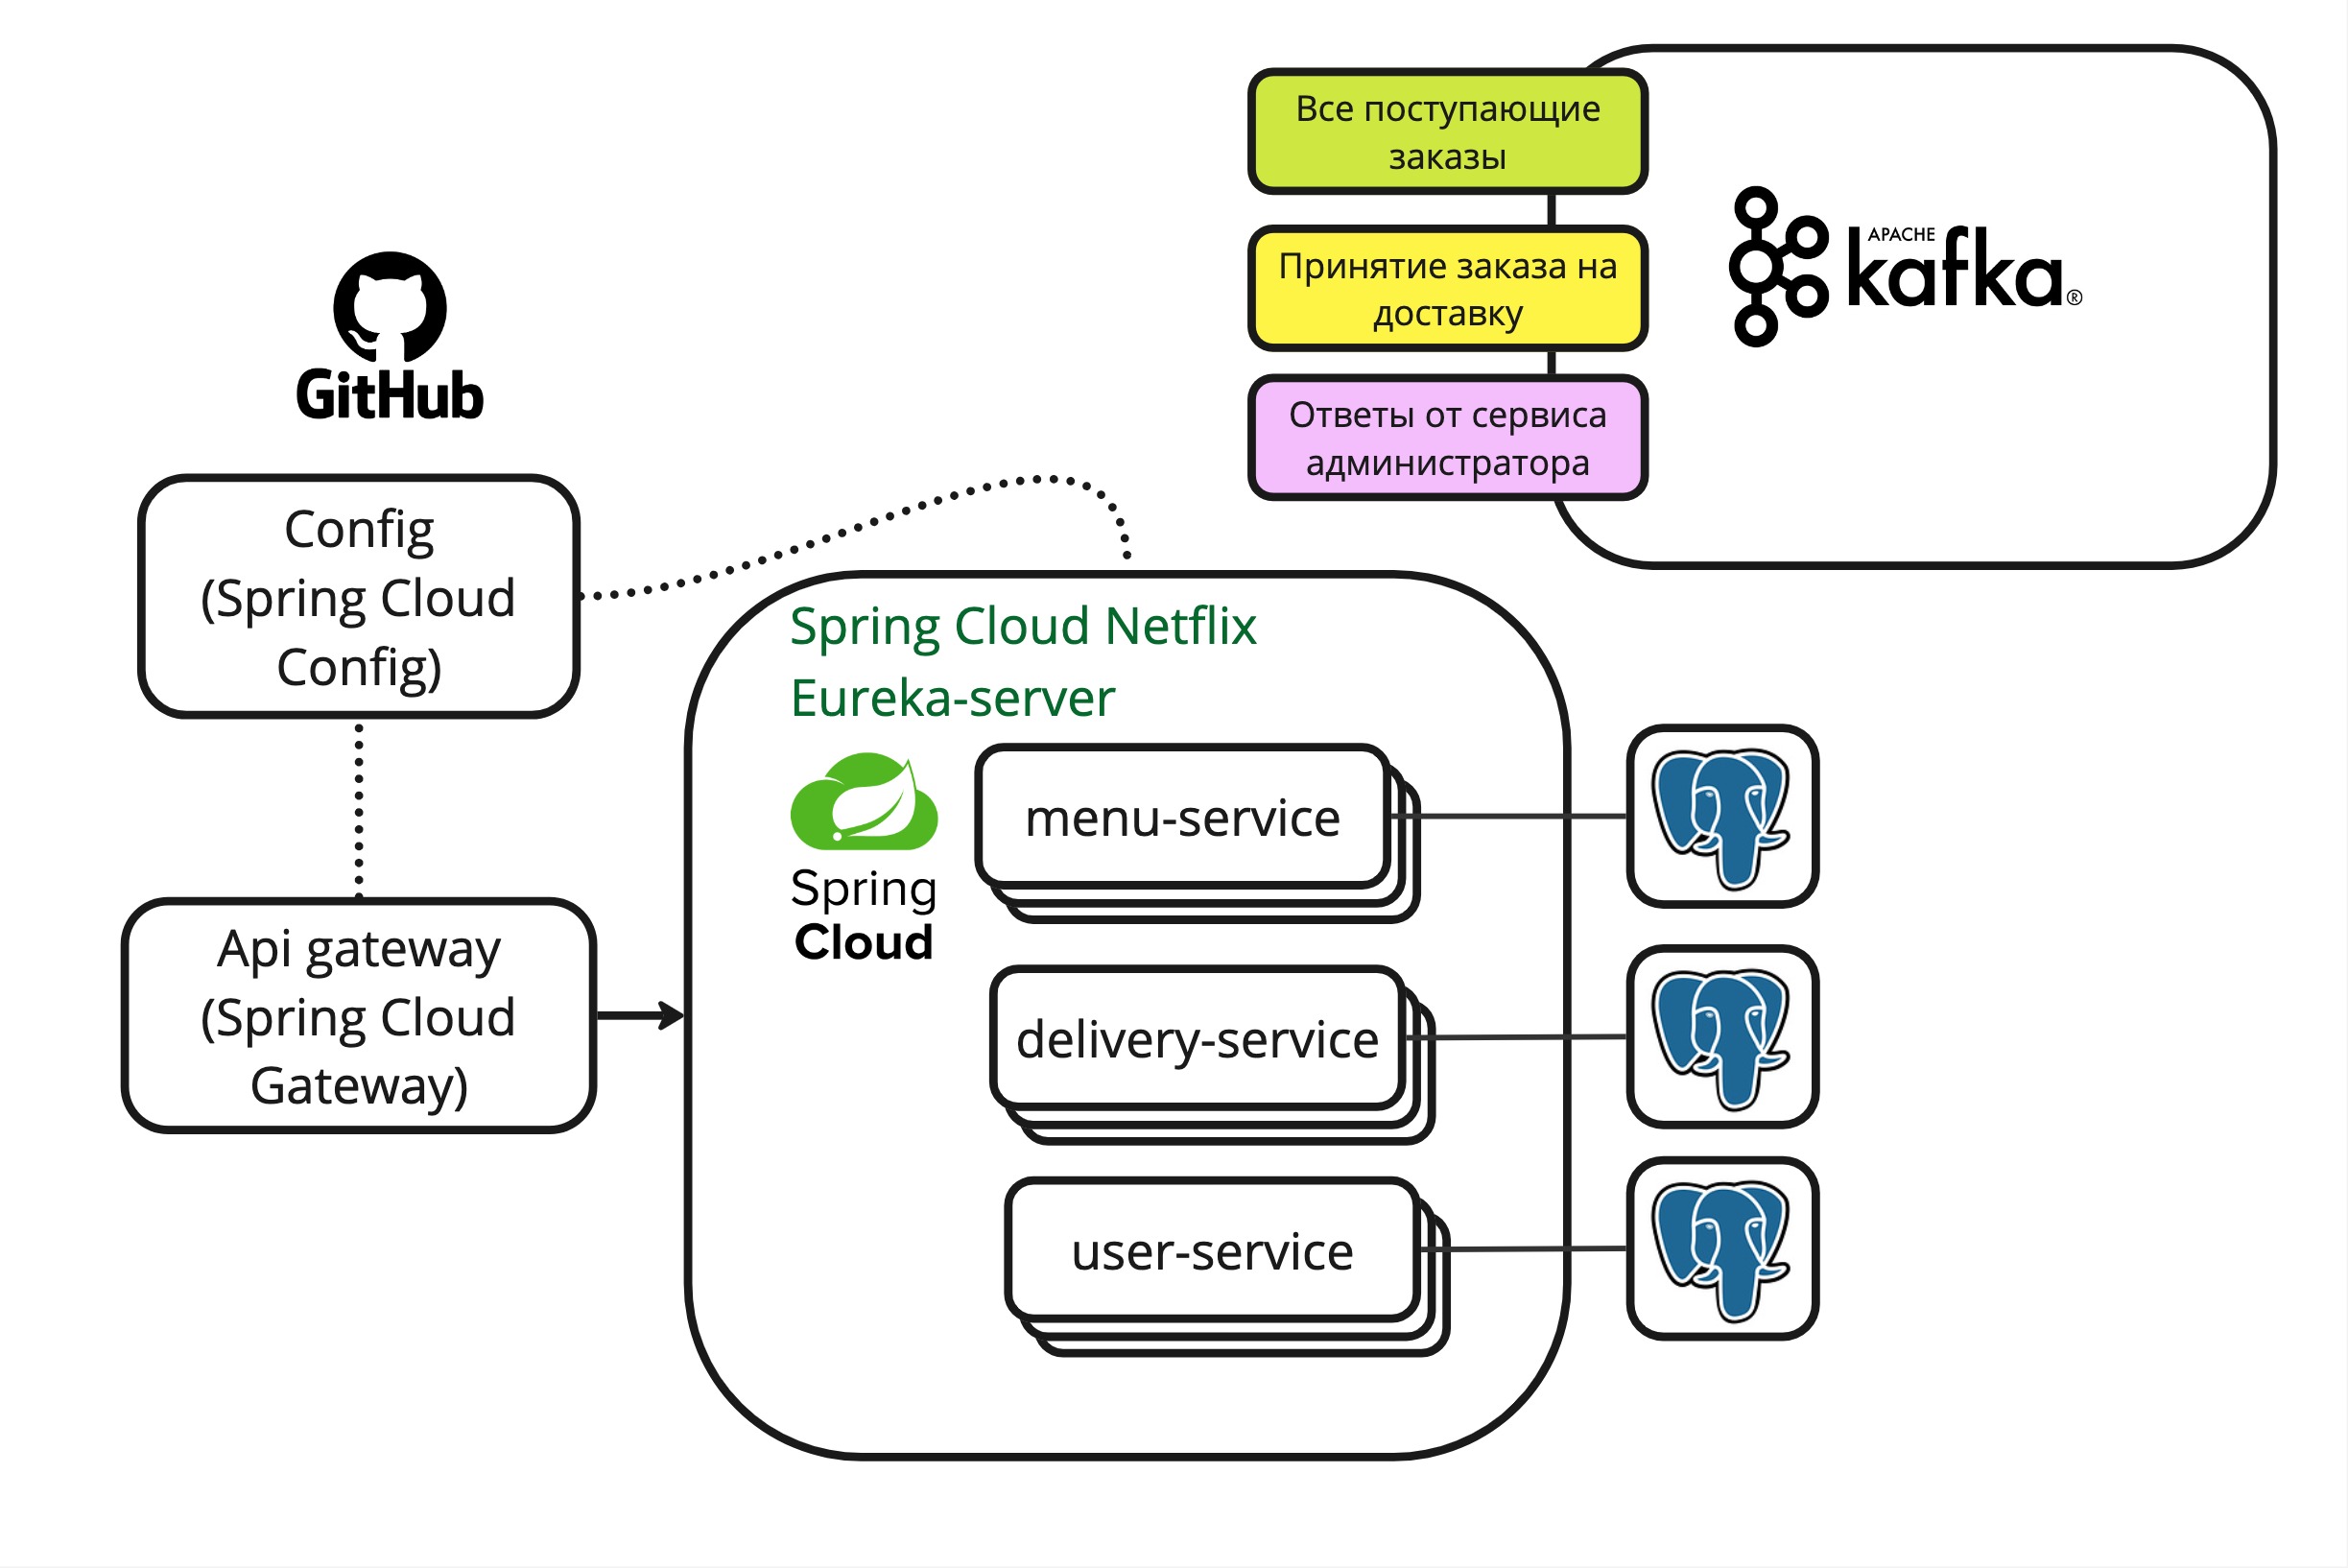 Все поступающие
заказы
Принятие заказа на
доставку
Ответы от сервиса
администратора
APACHE
kafka®
GitHub
Config
(Spring Cloud
Config)
Api gateway
(Spring Cloud
Gateway)
Spring Cloud Netflix
Eureka-server
Spring
Cloud
menu-service
delivery-service
user-service